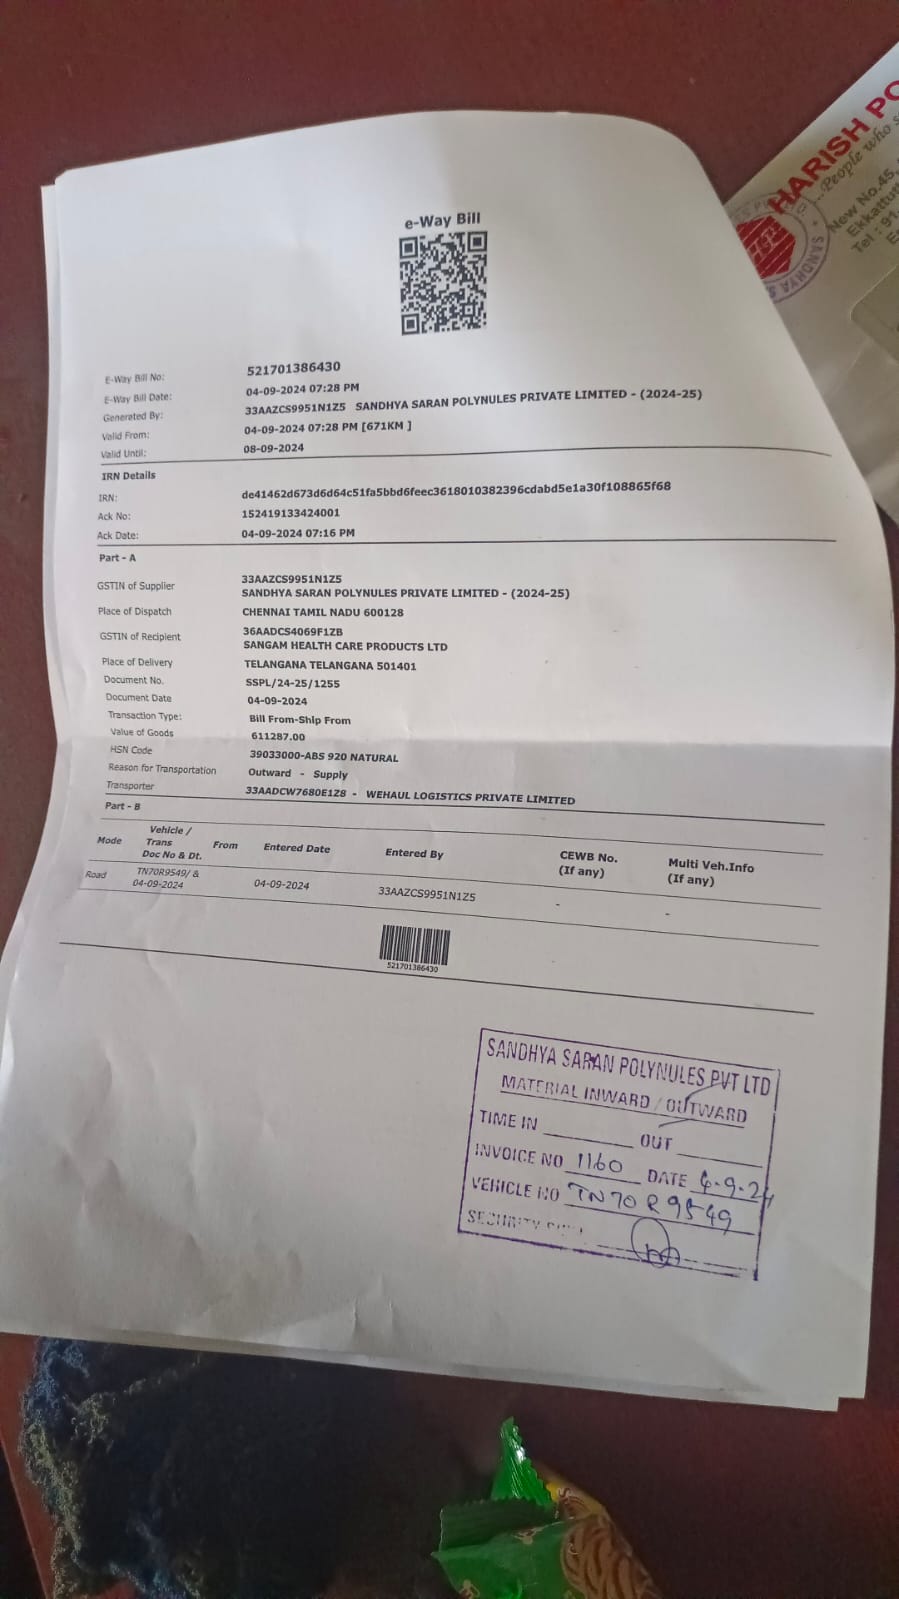 e-Way Bill
E-Way Bill No: 521701386430
E-Way Bill Date: 04-09-2024 07:28 PM
Generated By: 33AAZCS9951N1Z5 SANDHYA SARAN POLYNULES PRIVATE LIMITED - (2024-25)
Valid From: 04-09-2024 07:28 PM [671KM ]
Valid Until: 08-09-2024
IRN Details
IRN: de41462d673d6d64c51fa5bbd6feec3618010382396cdabd5e1a30f108865f68
Ack No: 152419133424001
Ack Date: 04-09-2024 07:16 PM
Part - A
GSTIN of Supplier 33AAZCS9951N1Z5
SANDHYA SARAN POLYNULES PRIVATE LIMITED - (2024-25)
Place of Dispatch CHENNAI TAMIL NADU 600128
GSTIN of Recipient 36AADCS4069F1ZB
SANGAM HEALTH CARE PRODUCTS LTD
Place of Delivery TELANGANA TELANGANA 501401
Document No. SSPL/24-25/1255
Document Date 04-09-2024
Transaction Type: Bill From-Ship From
Value of Goods 611287.00
HSN Code 39033000-ABS 920 NATURAL
Reason for Transportation Outward - Supply
Transporter 33AADCW7680E1Z8 - WEHAUL LOGISTICS PRIVATE LIMITED
Part - B
Mode Vehicle / Trans Doc No & Dt. From Entered Date Entered By CEWB No. (If any) Multi Veh.Info (If any)
Road TN70R9549/ & 04-09-2024 04-09-2024 33AAZCS9951N1Z5 - -
521701386430
SANDHYA SARAN POLYNULES PVT LTD
MATERIAL INWARD / OUTWARD
TIME IN OUT
INVOICE NO 1160 DATE 4-9-24
VEHICLE NO TN70R9549
SECURITY
HARISH PO
...People who
New No.45,
Ekkattut
Tel : 91
SANDHYA S